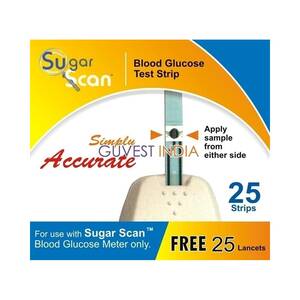 Sugar Scan™
Blood Glucose
Test Strip
Simply
Accurate
GUVEST INDIA
Apply
sample
from
either side
25
Strips
For use with Sugar Scan™
Blood Glucose Meter only.
FREE 25 Lancets